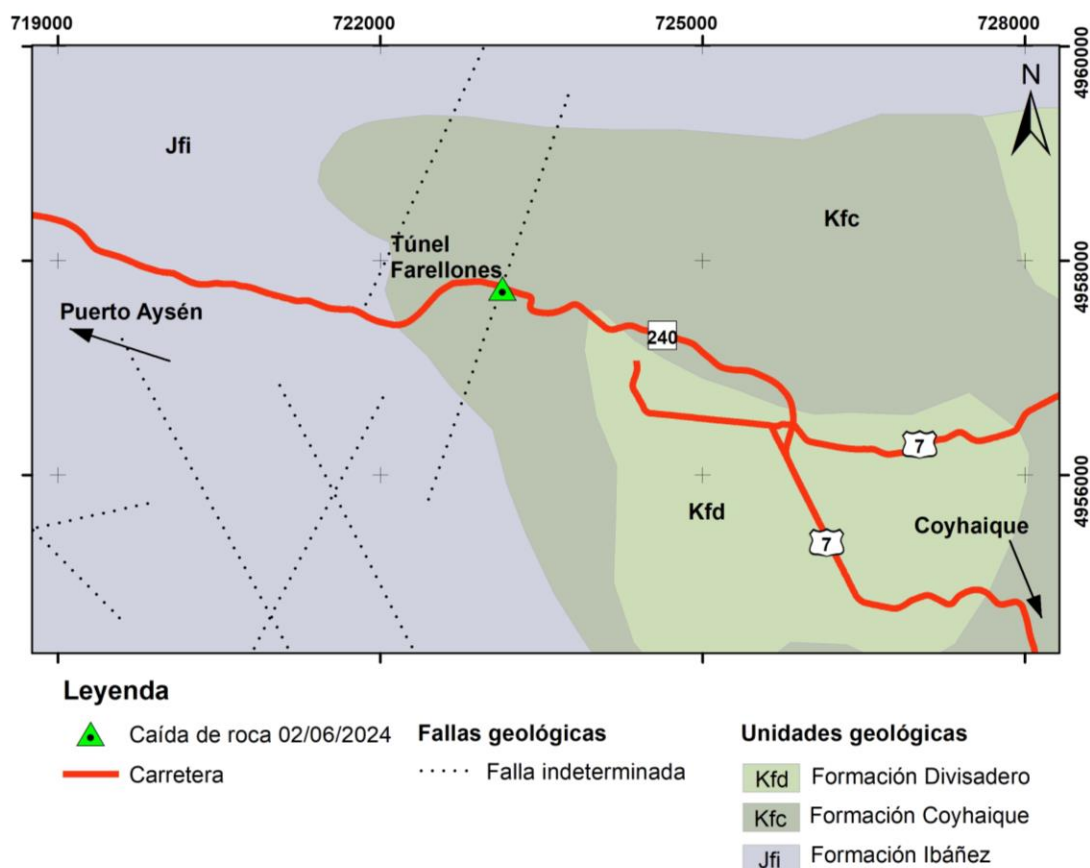 719000
722000
725000
728000
4960000
N
Jfi
Kfc
Túnel
Farellones
4958000
Puerto Aysén
240
7
Kfd
4956000
Coyhaique
7
Leyenda
Caída de roca 02/06/2024
Carretera
Fallas geológicas
Falla indeterminada
Unidades geológicas
Kfd Formación Divisadero
Kfc Formación Coyhaique
Jfi Formación Ibáñez